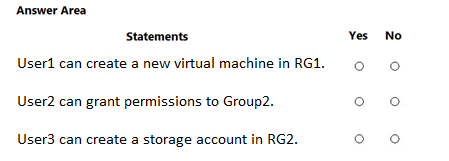 Answer Area
Statements Yes No
User1 can create a new virtual machine in RG1.
User2 can grant permissions to Group2.
User3 can create a storage account in RG2.